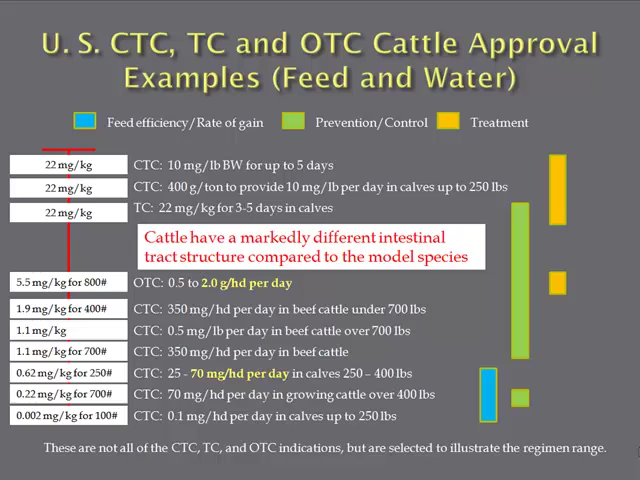 U. S. CTC, TC and OTC Cattle Approval
Examples (Feed and Water)
Feed efficiency/Rate of gain Prevention/Control Treatment
22 mg/kg CTC: 10 mg/lb BW for up to 5 days
22 mg/kg CTC: 400 g/ton to provide 10 mg/lb per day in calves up to 250 lbs
22 mg/kg TC: 22 mg/kg for 3-5 days in calves
Cattle have a markedly different intestinal
tract structure compared to the model species
5.5 mg/kg for 800# OTC: 0.5 to 2.0 g/hd per day
1.9 mg/kg for 400# CTC: 350 mg/hd per day in beef cattle under 700 lbs
1.1 mg/kg CTC: 0.5 mg/lb per day in beef cattle over 700 lbs
1.1 mg/kg for 700# CTC: 350 mg/hd per day in beef cattle
0.62 mg/kg for 250# CTC: 25 - 70 mg/hd per day in calves 250 – 400 lbs
0.22 mg/kg for 700# CTC: 70 mg/hd per day in growing cattle over 400 lbs
0.002 mg/kg for 100# CTC: 0.1 mg/hd per day in calves up to 250 lbs
These are not all of the CTC, TC, and OTC indications, but are selected to illustrate the regimen range.